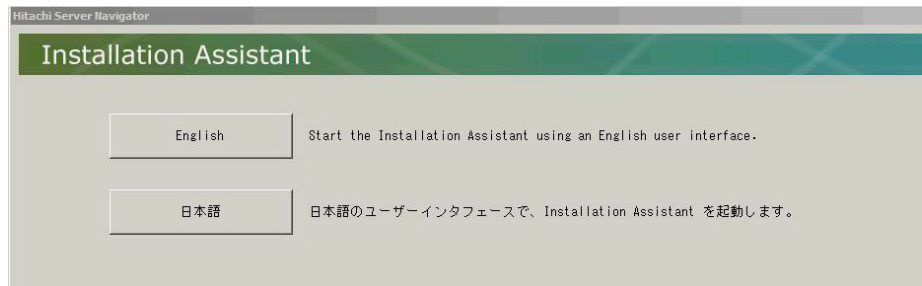 Hitachi Server Navigator
Installation Assistant
English
Start the Installation Assistant using an English user interface.
日本語
日本語のユーザーインタフェースで、Installation Assistant を起動します。